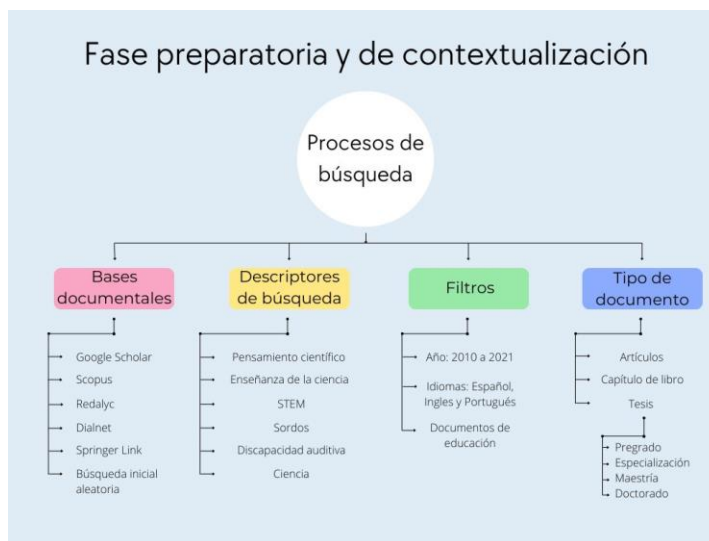 Fase preparatoria y de contextualización
Procesos de
búsqueda
Bases
documentales
Google Scholar
Scopus
Redalyc
Dialnet
Springer Link
Búsqueda inicial
aleatoria
Descriptores
de búsqueda
Pensamiento científico
Enseñanza de la ciencia
STEM
Sordos
Discapacidad auditiva
Ciencia
Filtros
Año: 2010 a 2021
Idiomas: Español,
Ingles y Portugués
Documentos de
educación
Tipo de
documento
Artículos
Capítulo de libro
Tesis
Pregrado
Especialización
Maestría
Doctorado